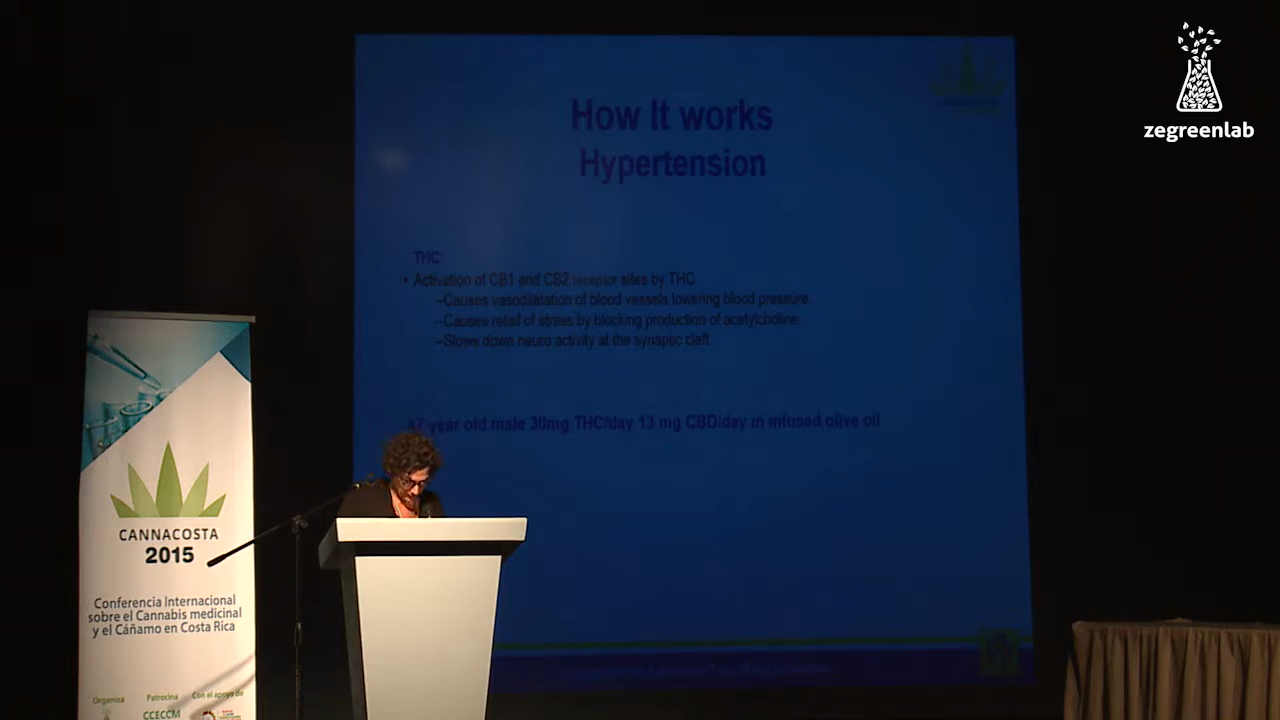 zegreenlab
How It works
Hypertension
THC:
• Activation of CB1 and CB2 receptor sites by THC
–Causes vasodilatation of blood vessels lowering blood pressure.
–Causes relief of stress by blocking production of acetylcholine.
–Slows down neuro activity at the synaptic cleft.
year old male 30mg THC/day 13 mg CBD/day in infused olive oil
CANNACOSTA
2015
Conferencia Internacional
sobre el Cannabis medicinal
y el Cáñamo en Costa Rica
Organiza Patrocina Con el apoyo de
CCECCM